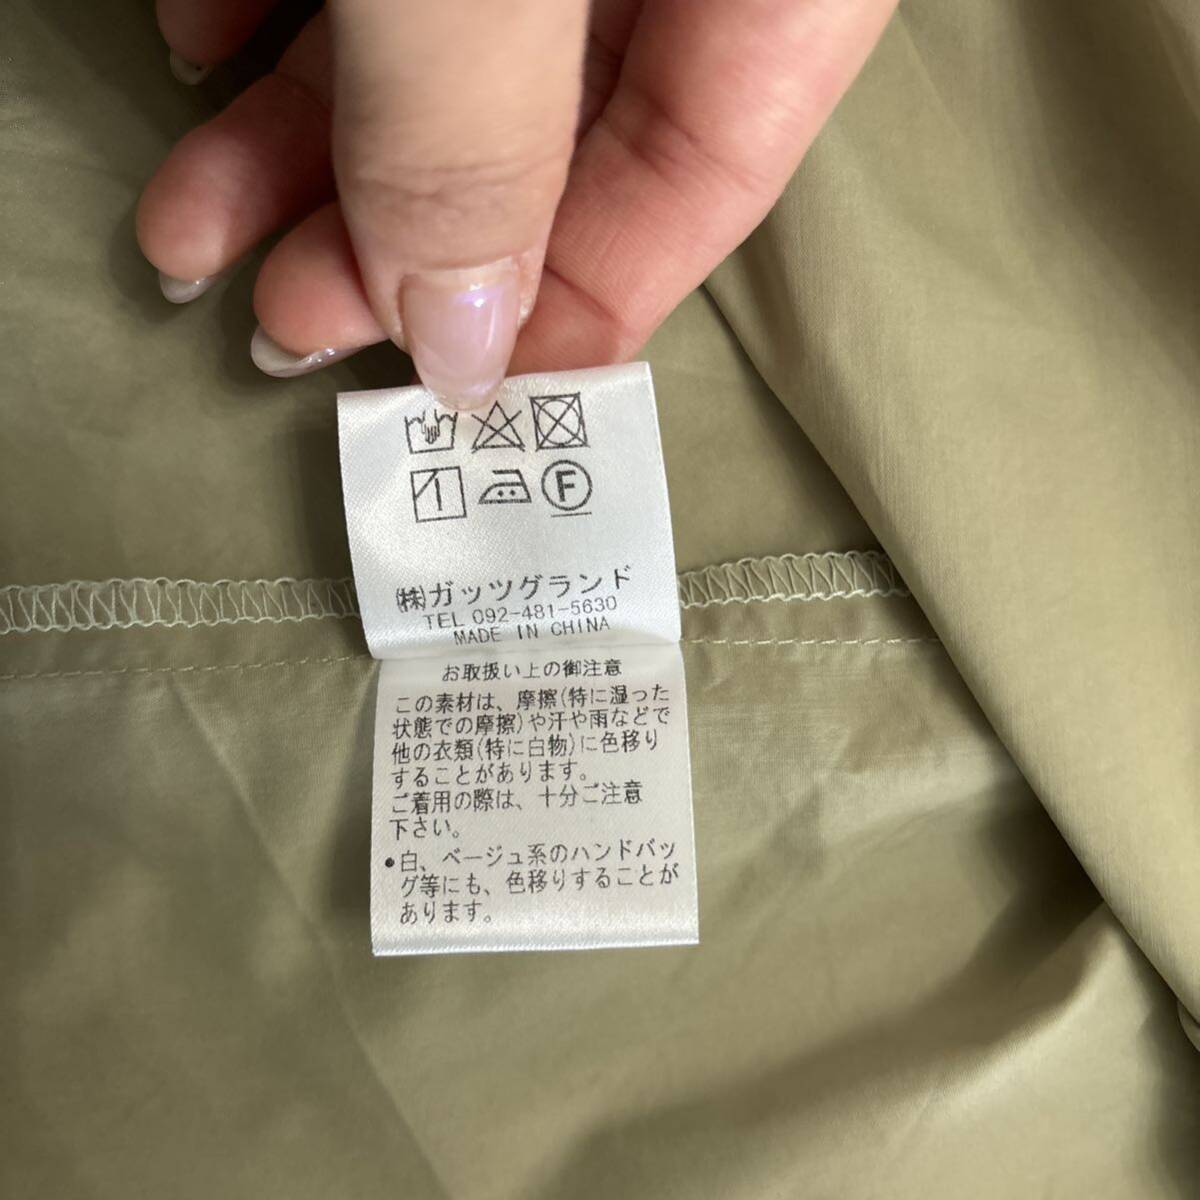 F
㈱ガッツグランド
TEL 092-481-5630
MADE IN CHINA
お取扱い上の御注意
この素材は、摩擦(特に湿った
状態での摩擦)や汗や雨などで
他の衣類(特に白物)に色移り
することがあります。
ご着用の際は、十分ご注意
下さい。
●白、ベージュ系のハンドバッ
グ等にも、色移りすることが
あります。